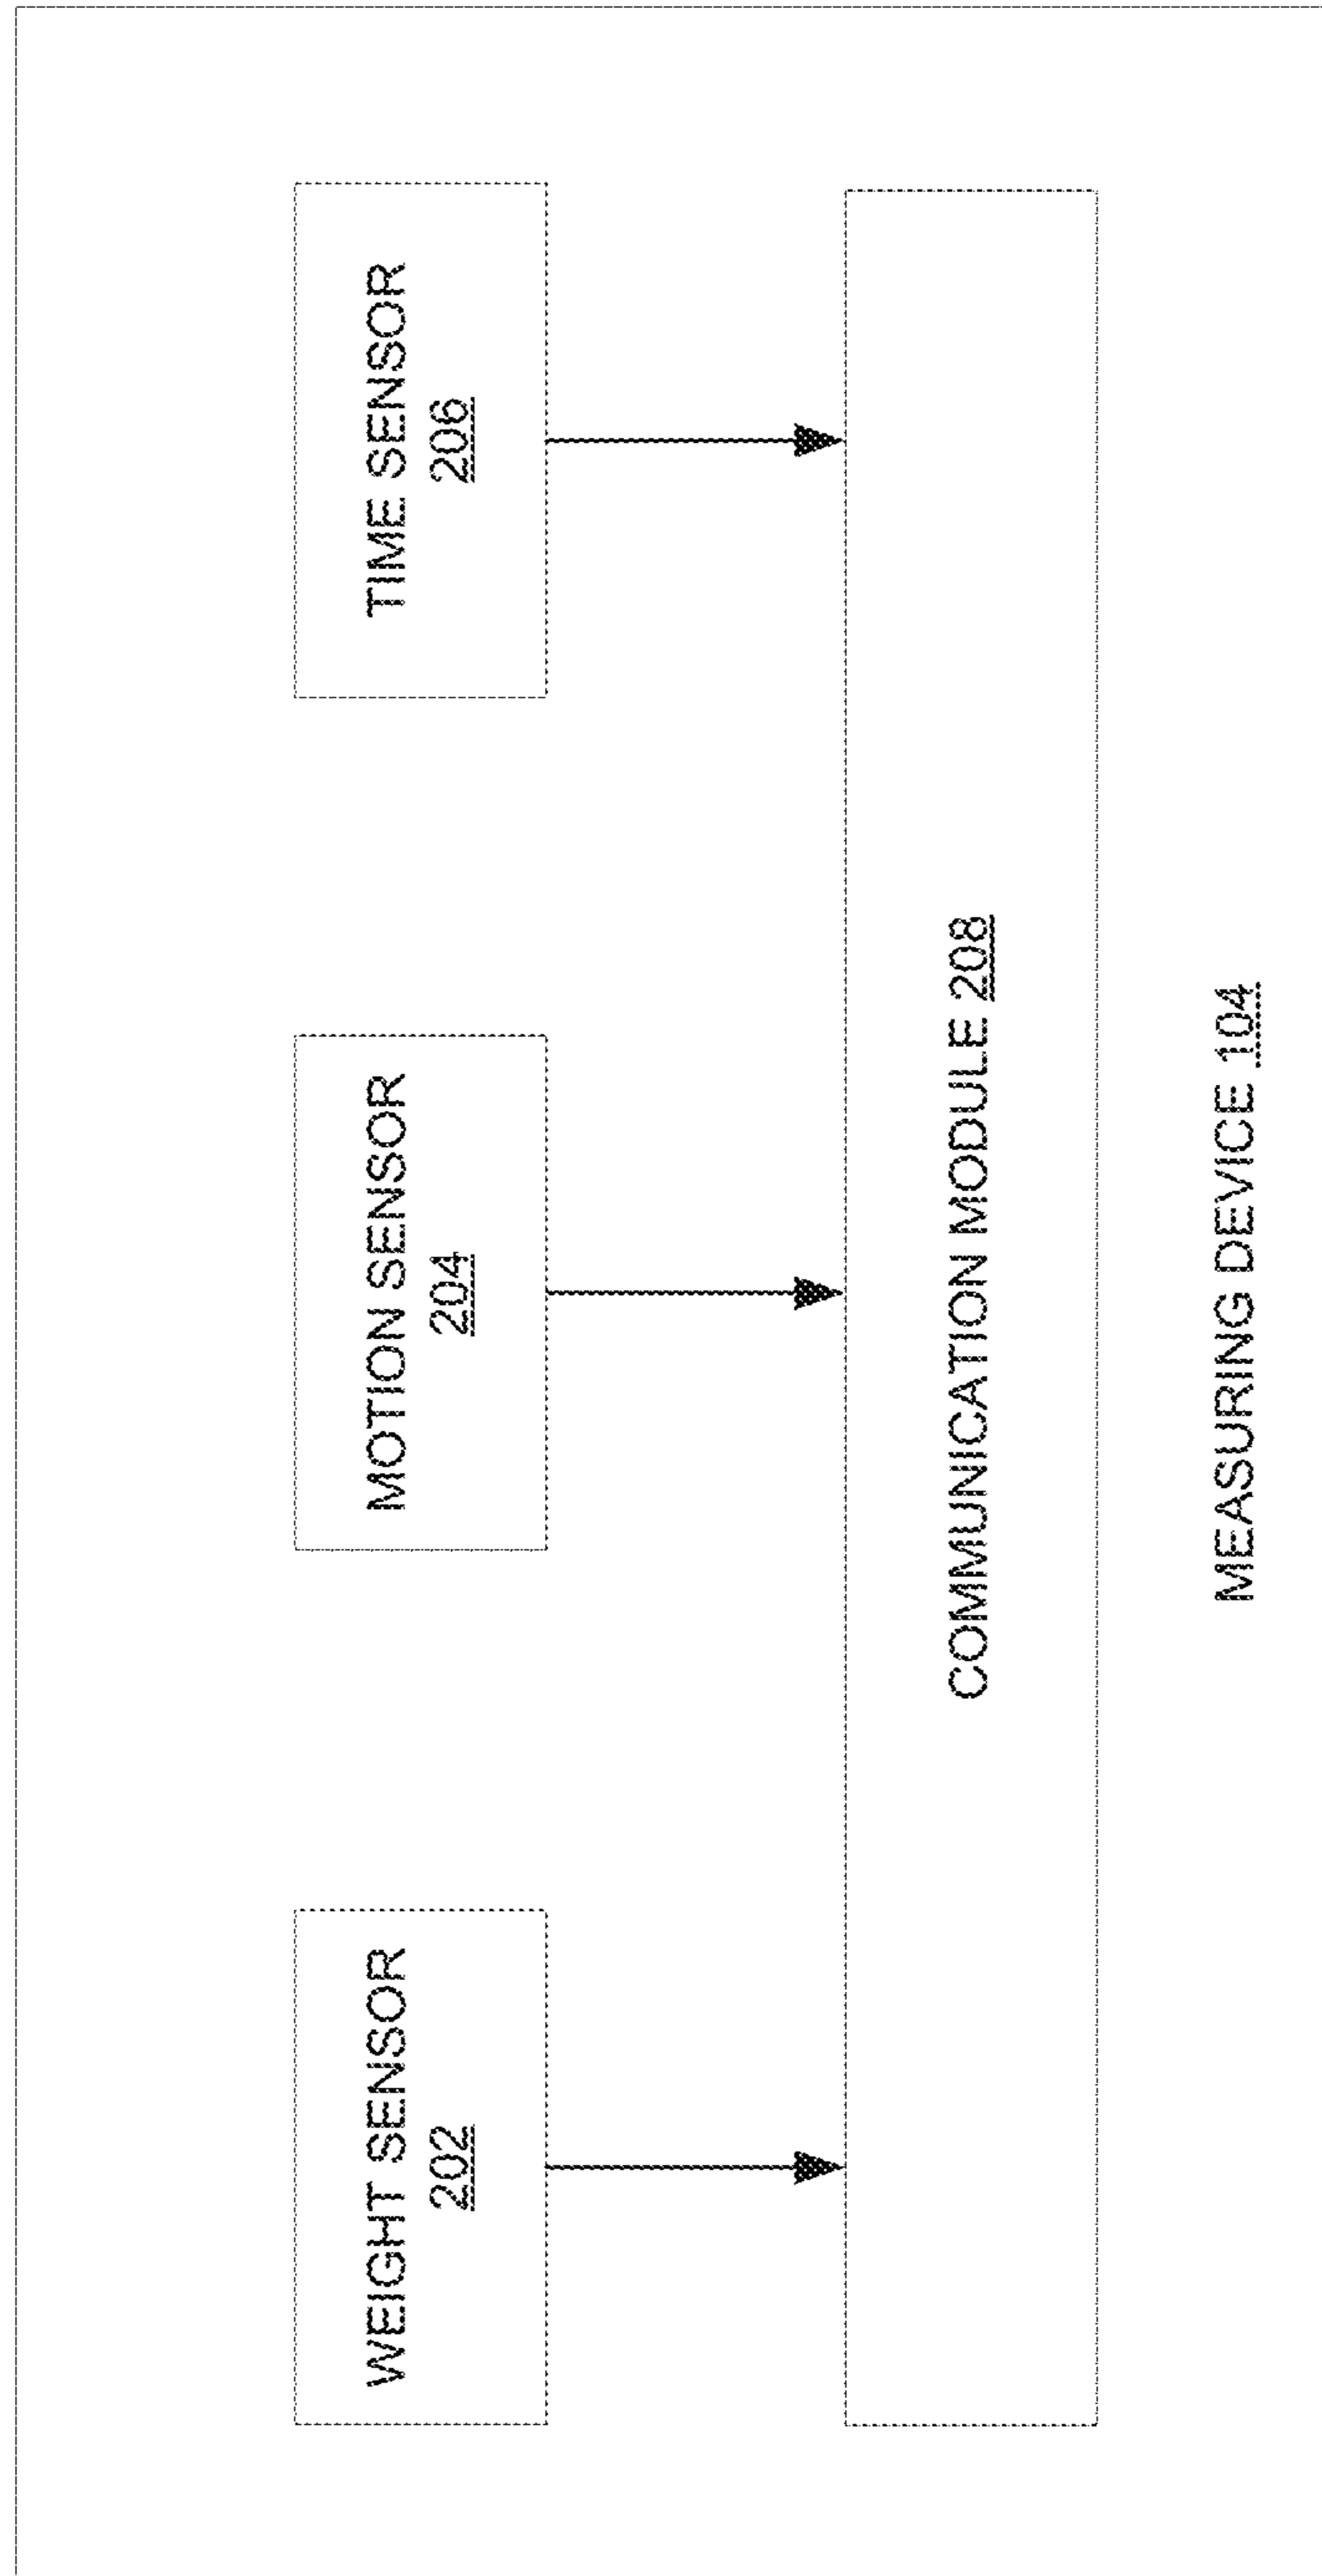 WEIGHT SENSOR
202
MOTION SENSOR
204
TIME SENSOR
206
COMMUNICATION MODULE 208
MEASURING DEVICE 104